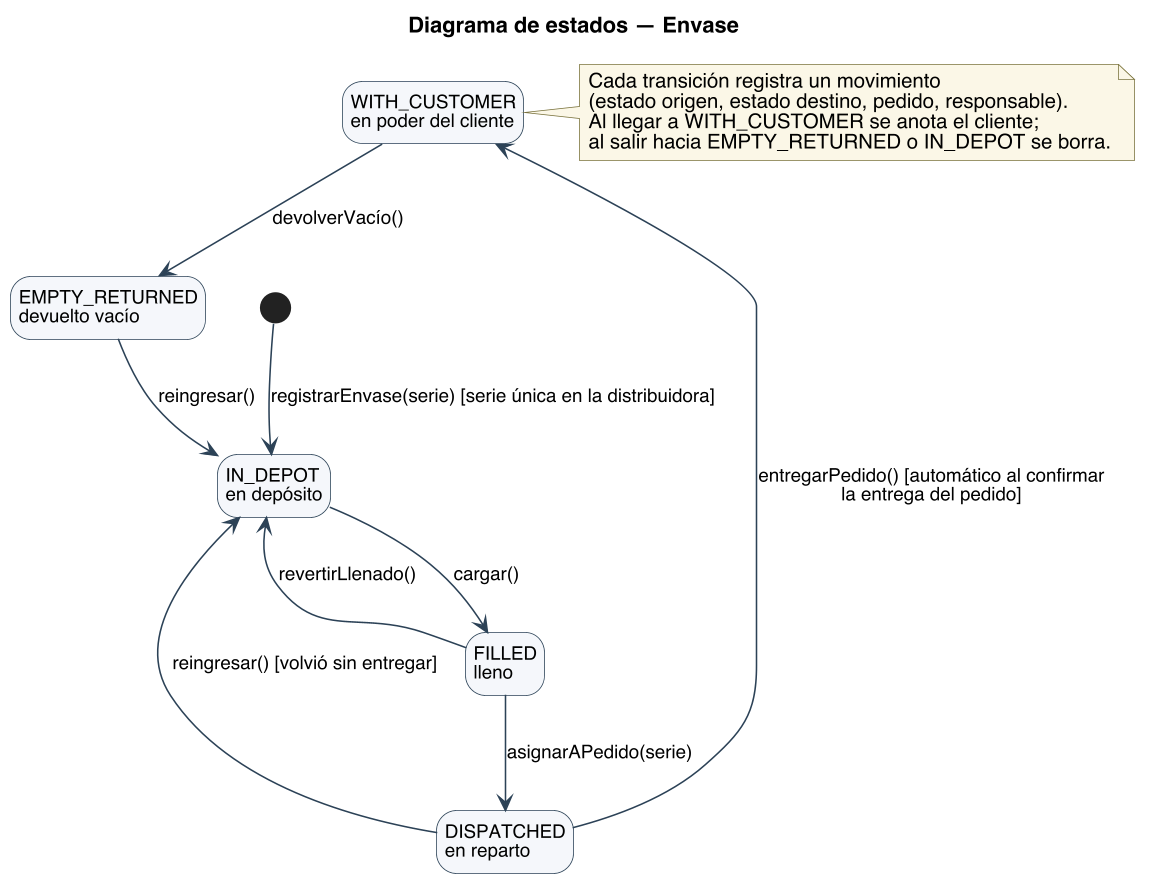 Diagrama de estados — Envase
WITH_CUSTOMER
en poder del cliente
Cada transición registra un movimiento
(estado origen, estado destino, pedido, responsable).
Al llegar a WITH_CUSTOMER se anota el cliente;
al salir hacia EMPTY_RETURNED o IN_DEPOT se borra.
devolverVacío()
EMPTY_RETURNED
devuelto vacío
reingresar()
registrarEnvase(serie) [serie única en la distribuidora]
IN_DEPOT
en depósito
entregarPedido() [automático al confirmar
la entrega del pedido]
revertirLlenado()
cargar()
FILLED
lleno
reingresar() [volvió sin entregar]
asignarAPedido(serie)
DISPATCHED
en reparto